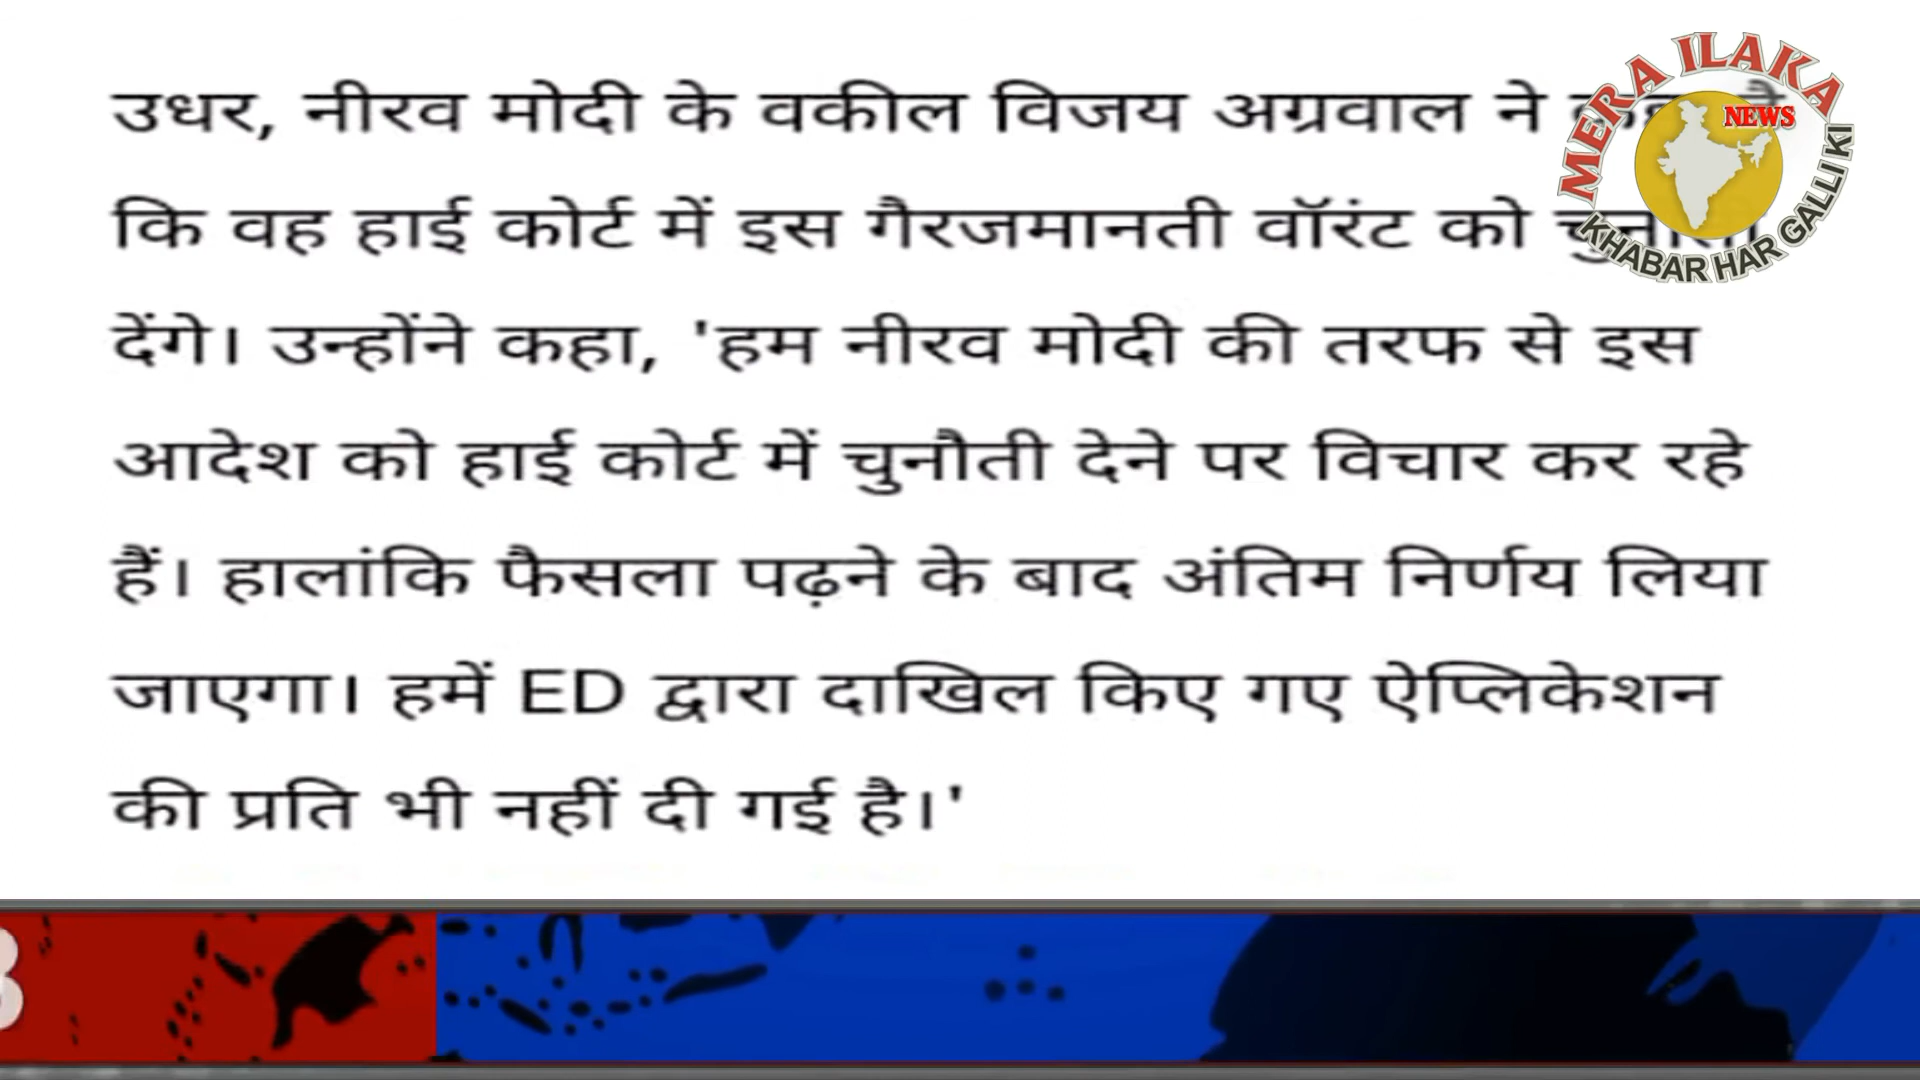 उधर, नीरव मोदी के वकील विजय अग्रवाल ने
कि वह हाई कोर्ट में इस गैरजमानती वॉरंट को चुनौती
देंगे। उन्होंने कहा, 'हम नीरव मोदी की तरफ से इस
आदेश को हाई कोर्ट में चुनौती देने पर विचार कर रहे
हैं। हालांकि फैसला पढ़ने के बाद अंतिम निर्णय लिया
जाएगा। हमें ED द्वारा दाखिल किए गए ऐप्लिकेशन
की प्रति भी नहीं दी गई है।'
MERA ILAKA
NEWS
KHABAR HAR GALLI KI